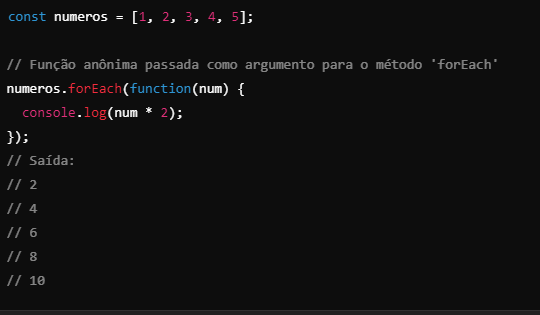 const numeros = [1, 2, 3, 4, 5];
// Função anônima passada como argumento para o método 'forEach'
numeros.forEach(function(num) {
  console.log(num * 2);
});
// Saída:
// 2
// 4
// 6
// 8
// 10